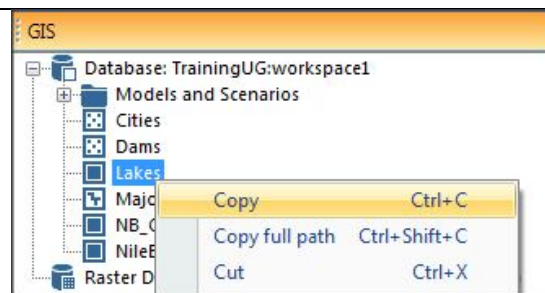 GIS
Database: TrainingUG:workspace1
Models and Scenarios
Cities
Dams
Lakes
Copy Ctrl+C
Copy full path Ctrl+Shift+C
Cut Ctrl+X